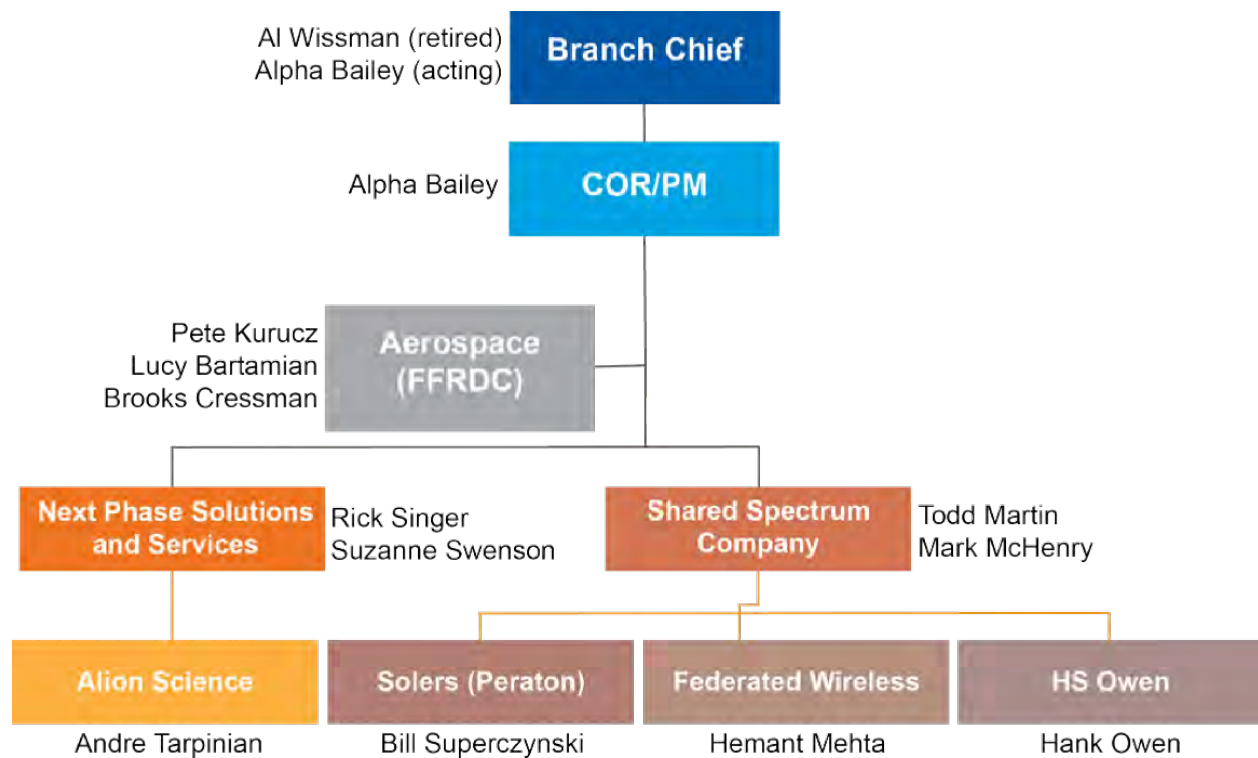 Al Wissman (retired)
Alpha Bailey (acting)
Branch Chief
Alpha Bailey
COR/PM
Pete Kurucz
Lucy Bartamian
Brooks Cressman
Aerospace
(FFRDC)
Next Phase Solutions
and Services
Rick Singer
Suzanne Swenson
Shared Spectrum
Company
Todd Martin
Mark McHenry
Alion Science
Solers (Peraton)
Federated Wireless
HS Owen
Andre Tarpinian
Bill Superczynski
Hemant Mehta
Hank Owen